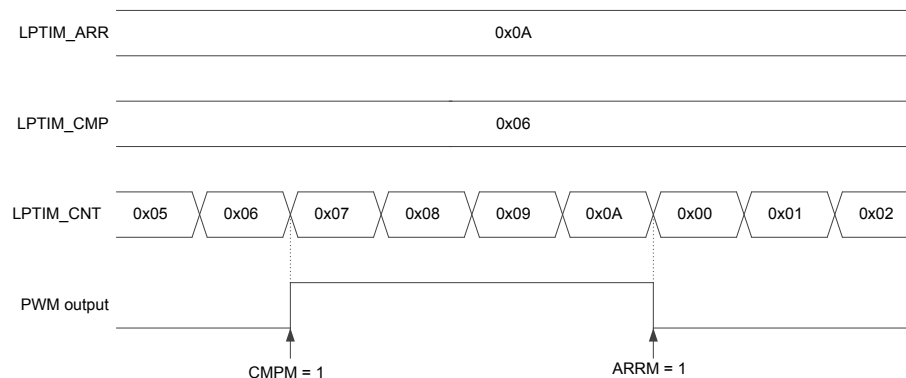 LPTIM_ARR 0x0A
LPTIM_CMP 0x06
LPTIM_CNT 0x05 0x06 0x07 0x08 0x09 0x0A 0x00 0x01 0x02
PWM output
CMPM = 1 ARRM = 1